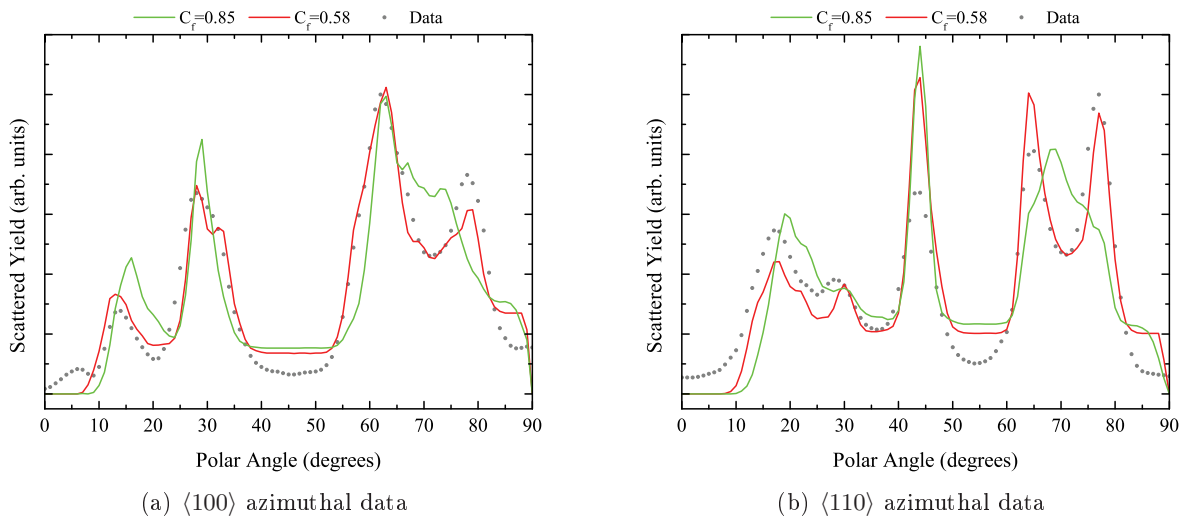 C_f=0.85 C_f=0.58 Data
Scattered Yield (arb. units)
0 10 20 30 40 50 60 70 80 90
Polar Angle (degrees)
(a) ⟨100⟩ azimuthal data
C_f=0.85 C_f=0.58 Data
Scattered Yield (arb. units)
0 10 20 30 40 50 60 70 80 90
Polar Angle (degrees)
(b) ⟨110⟩ azimuthal data